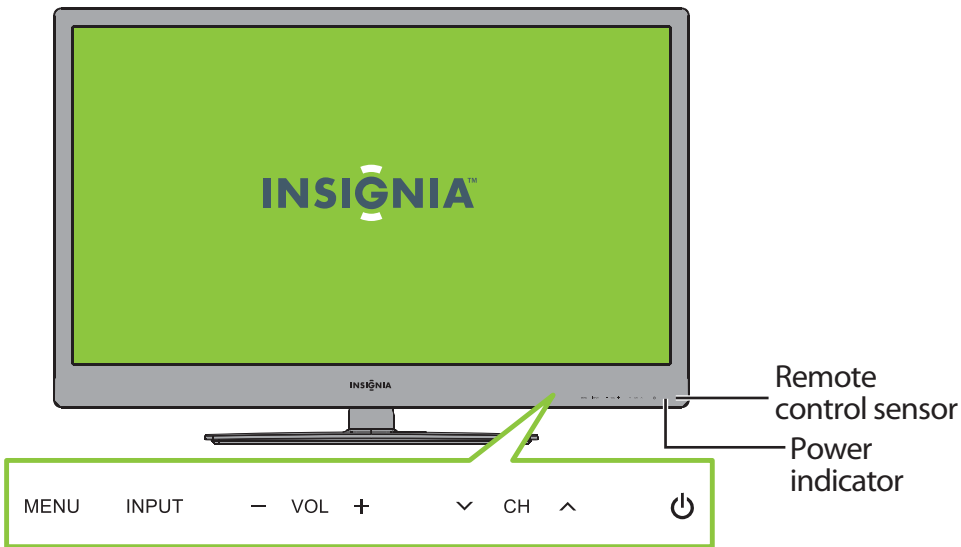 INSIGNIA™
INSIGNIA
Remote
control sensor
Power
indicator
MENU INPUT − VOL + CH